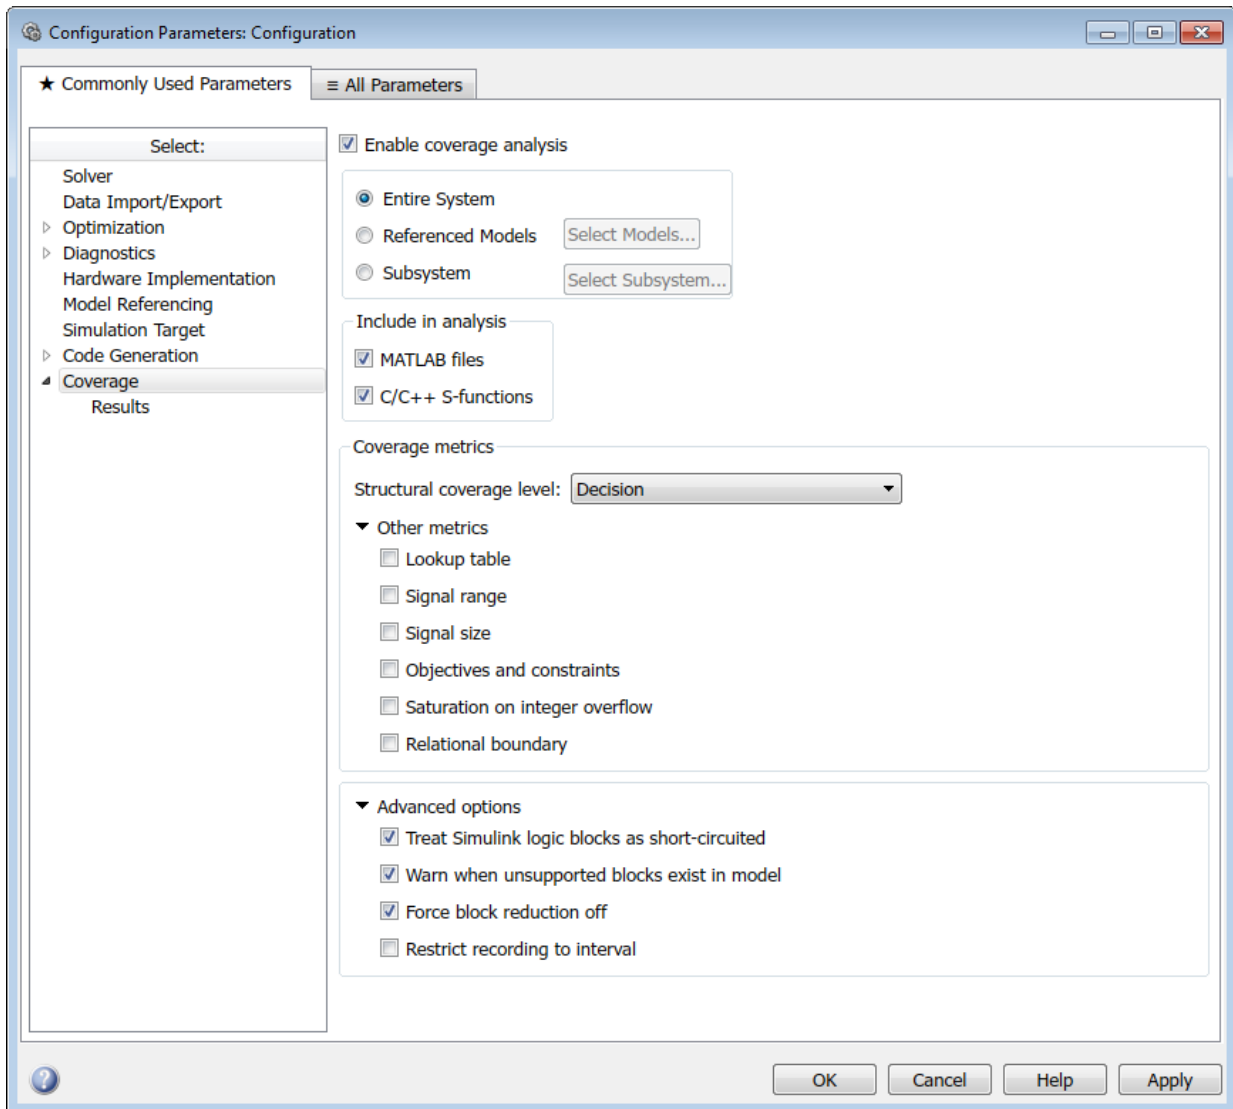 Configuration Parameters: Configuration
★ Commonly Used Parameters
≡ All Parameters
Select:
Solver
Data Import/Export
Optimization
Diagnostics
Hardware Implementation
Model Referencing
Simulation Target
Code Generation
Coverage
Results
Enable coverage analysis
Entire System
Referenced Models
Select Models...
Subsystem
Select Subsystem...
Include in analysis
MATLAB files
C/C++ S-functions
Coverage metrics
Structural coverage level: Decision
Other metrics
Lookup table
Signal range
Signal size
Objectives and constraints
Saturation on integer overflow
Relational boundary
Advanced options
Treat Simulink logic blocks as short-circuited
Warn when unsupported blocks exist in model
Force block reduction off
Restrict recording to interval
?
OK
Cancel
Help
Apply